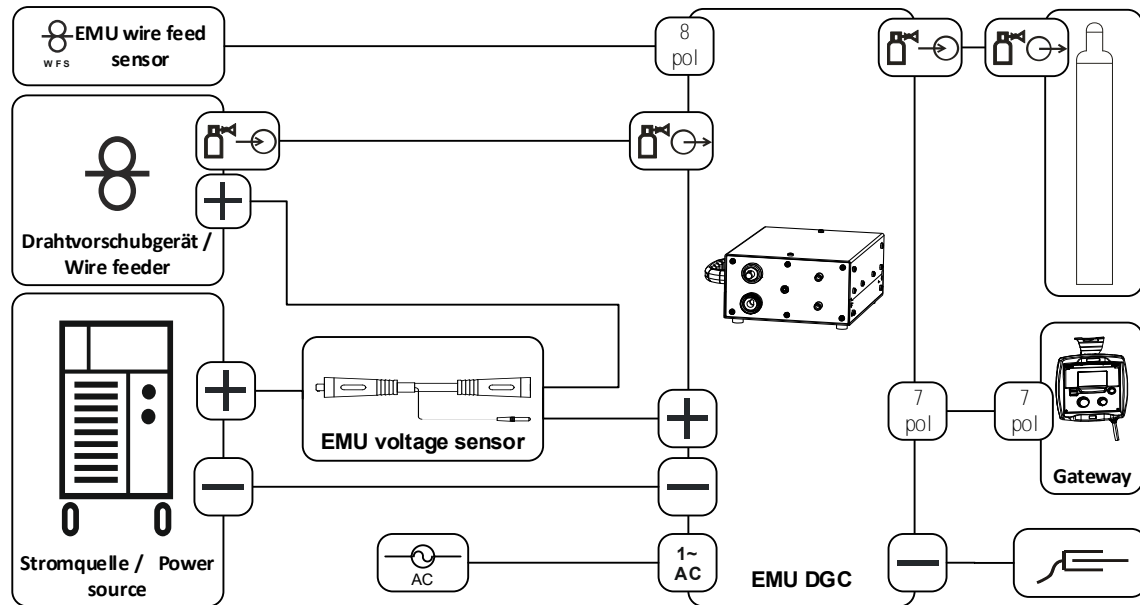 EMU wire feed
sensor
WFS
8
pol
Drahtvorschubgerät /
Wire feeder
EMU voltage sensor
7
pol
7
pol
Gateway
Stromquelle / Power
source
AC
1~
AC
EMU DGC